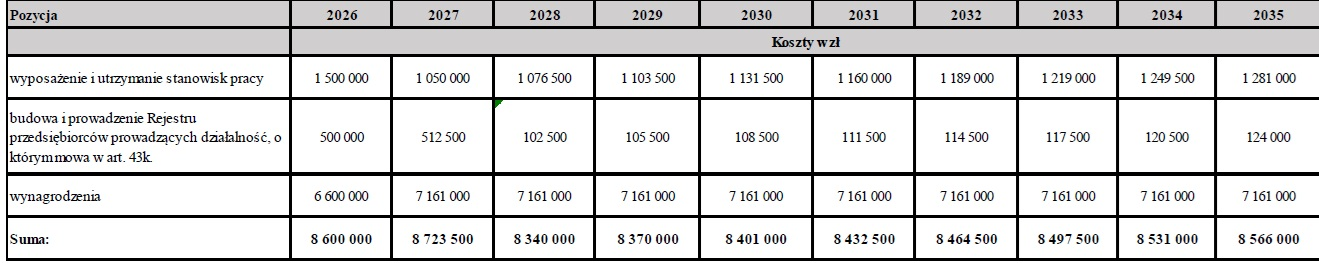 Pozycja 2026 2027 2028 2029 2030 2031 2032 2033 2034 2035
Koszty w zł
wyposażenie i utrzymanie stanowisk pracy 1 500 000 1 050 000 1 076 500 1 103 500 1 131 500 1 160 000 1 189 000 1 219 000 1 249 500 1 281 000
budowa i prowadzenie Rejestru
przedsiębiorców prowadzących działalność, o
którym mowa w art. 43k. 500 000 512 500 102 500 105 500 108 500 111 500 114 500 117 500 120 500 124 000
wynagrodzenia 6 600 000 7 161 000 7 161 000 7 161 000 7 161 000 7 161 000 7 161 000 7 161 000 7 161 000 7 161 000
Suma: 8 600 000 8 723 500 8 340 000 8 370 000 8 401 000 8 432 500 8 464 500 8 497 500 8 531 000 8 566 000